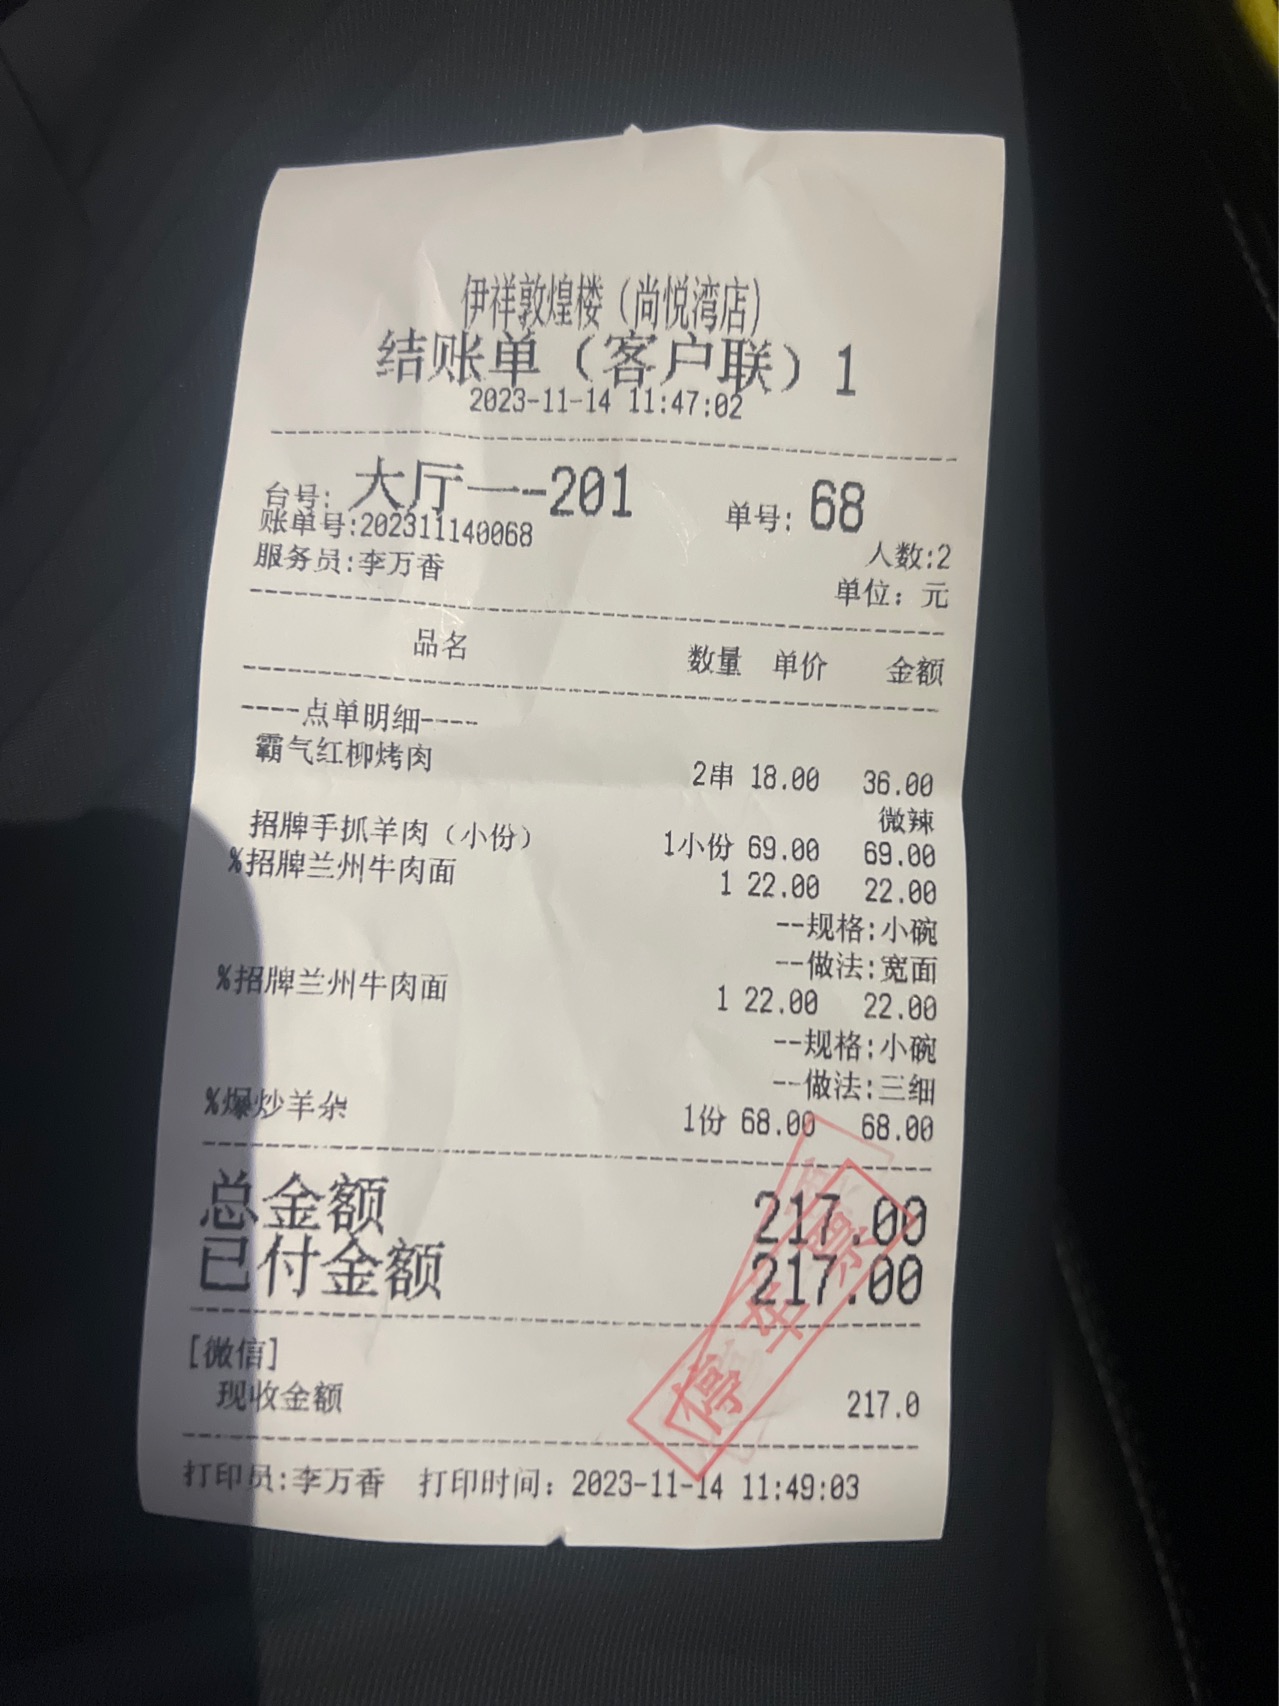 伊祥敦煌楼（尚悦湾店）
结账单（客户联）1
2023-11-14 11:47:02
台号: 大厅一-201 单号: 68
账单号:202311140068
人数:2
服务员:李万香
单位: 元
品名 数量 单价 金额
----点单明细----
霸气红柳烤肉
2串 18.00 36.00
微辣
招牌手抓羊肉（小份）
1小份 69.00 69.00
%招牌兰州牛肉面
1 22.00 22.00
--规格:小碗
--做法:宽面
%招牌兰州牛肉面
1 22.00 22.00
--规格:小碗
--做法:三细
%爆炒羊杂
1份 68.00 68.00
总金额 217.00
已付金额 217.00
[微信]
现收金额 217.0
停车票
打印员:李万香 打印时间: 2023-11-14 11:49:03